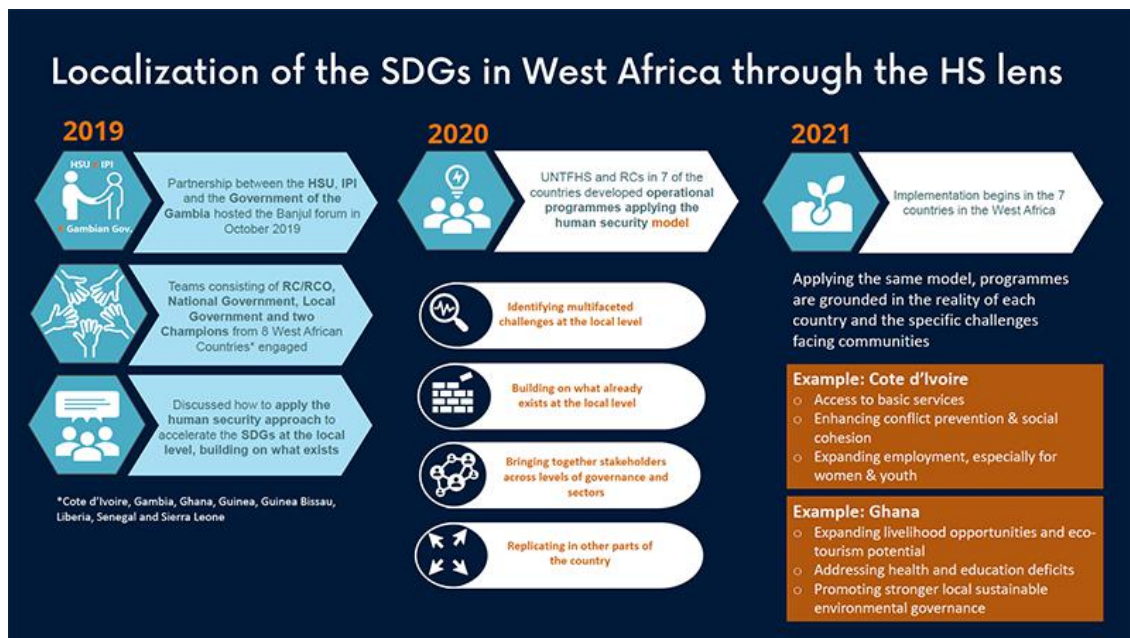 Localization of the SDGs in West Africa through the HS lens
2019
HSU & IPI
& Gambian Gov.
Partnership between the HSU, IPI
and the Government of the
Gambia hosted the Banjul forum in
October 2019
Teams consisting of RC/RCO,
National Government, Local
Government and two
Champions from 8 West African
Countries* engaged
Discussed how to apply the
human security approach to
accelerate the SDGs at the local
level, building on what exists
*Cote d'Ivoire, Gambia, Ghana, Guinea, Guinea Bissau,
Liberia, Senegal and Sierra Leone
2020
UNTFHS and RCs in 7 of the
countries developed operational
programmes applying the
human security model
Identifying multifaceted
challenges at the local level
Building on what already
exists at the local level
Bringing together stakeholders
across levels of governance and
sectors
Replicating in other parts of
the country
2021
Implementation begins in the 7
countries in the West Africa
Applying the same model, programmes
are grounded in the reality of each
country and the specific challenges
facing communities
Example: Cote d'Ivoire
o Access to basic services
o Enhancing conflict prevention & social
cohesion
o Expanding employment, especially for
women & youth
Example: Ghana
o Expanding livelihood opportunities and eco-
tourism potential
o Addressing health and education deficits
o Promoting stronger local sustainable
environmental governance